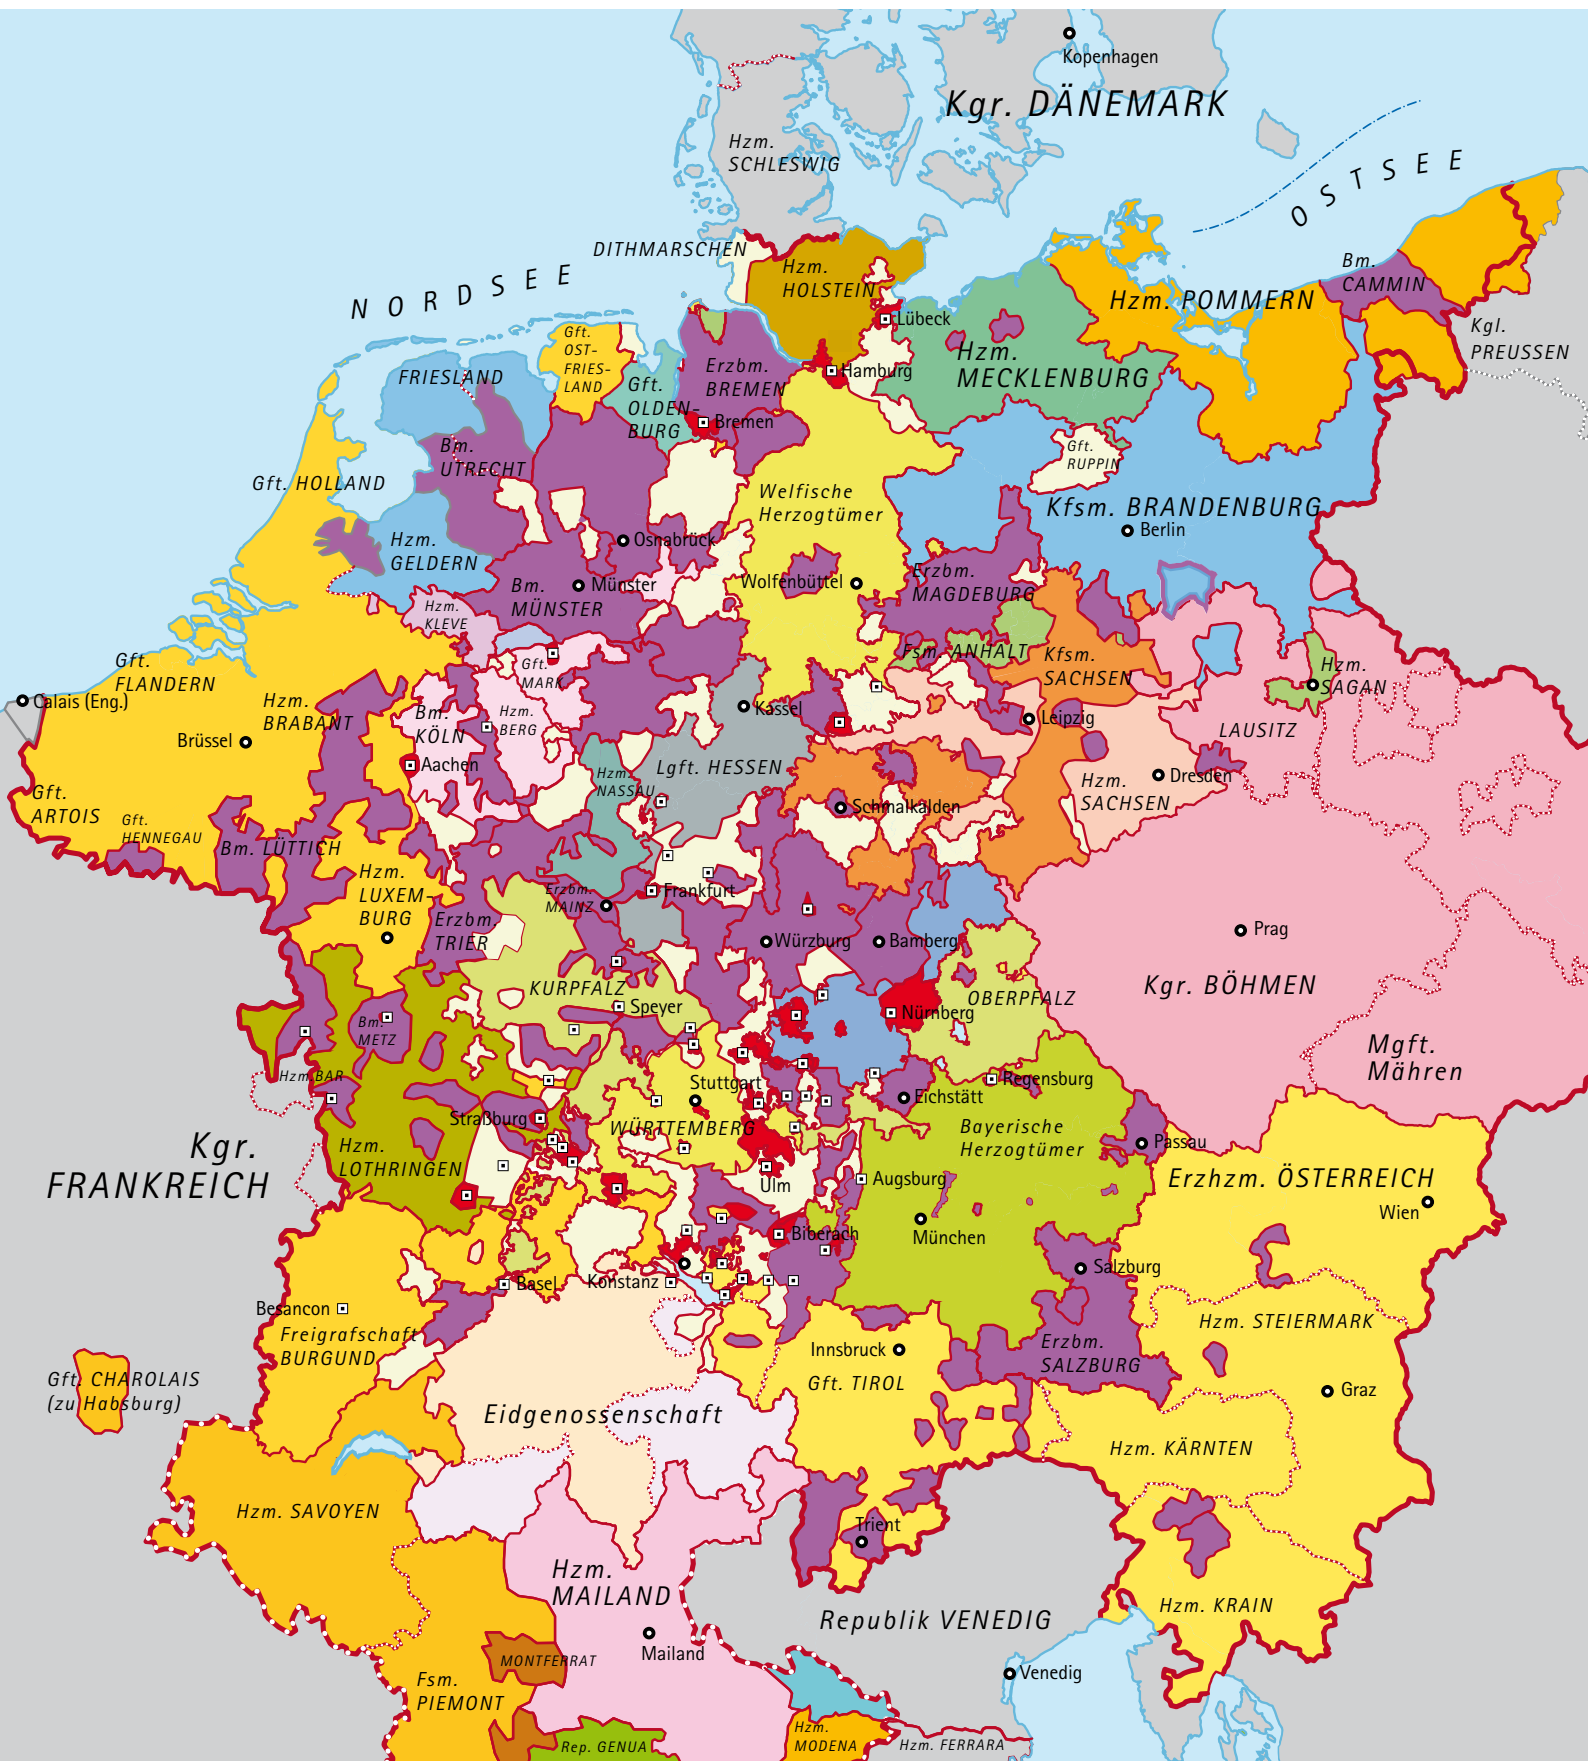 Kopenhagen
Kgr. DÄNEMARK
Hzm.
SCHLESWIG
OSTSEE
DITHMARSCHEN
NORDSEE
Hzm.
HOLSTEIN
Bm.
CAMMIN
Hzm. POMMERN
Kgl.
PREUSSEN
Lübeck
Gft.
OST-
FRIES-
LAND
Hzm.
MECKLENBURG
FRIESLAND
Erzbm.
BREMEN
Hamburg
Gft.
OLDEN-
BURG
Bremen
Bm.
UTRECHT
Gft.
RUPPIN
Gft. HOLLAND
Welfische
Herzogtümer
Kfsm. BRANDENBURG
Berlin
Hzm.
GELDERN
Osnabrück
Bm.
MÜNSTER
Münster
Wolfenbüttel
Erzbm.
MAGDEBURG
Hzm.
KLEVE
Fsm. ANHALT
Kfsm.
SACHSEN
Gft.
FLANDERN
Gft.
MARK
Hzm.
SAGAN
Calais (Eng.)
Hzm.
BRABANT
Bm.
KÖLN
Hzm.
BERG
Kassel
Leipzig
LAUSITZ
Brüssel
Aachen
Hzm.
NASSAU
Lgft. HESSEN
Hzm.
SACHSEN
Dresden
Gft.
ARTOIS
Gft.
HENNEGAU
Schmalkalden
Bm. LÜTTICH
Hzm.
LUXEM-
BURG
Erzbm.
MAINZ
Frankfurt
Erzbm.
TRIER
Würzburg
Bamberg
Prag
KURPFALZ
Speyer
Kgr. BÖHMEN
OBERPFALZ
Nürnberg
Bm.
METZ
Mgft.
Mähren
Hzm. BAR
Stuttgart
Regensburg
Eichstätt
Straßburg
WÜRTTEMBERG
Bayerische
Herzogtümer
Passau
Kgr.
FRANKREICH
Hzm.
LOTHRINGEN
Ulm
Augsburg
Erzhzm. ÖSTERREICH
Wien
Biberach
München
Salzburg
Basel
Konstanz
Besancon
Freigrafschaft
BURGUND
Hzm. STEIERMARK
Innsbruck
Erzbm.
SALZBURG
Gft. CHAROLAIS
(zu Habsburg)
Gft. TIROL
Graz
Eidgenossenschaft
Hzm. KÄRNTEN
Hzm. SAVOYEN
Trient
Hzm.
MAILAND
Hzm. KRAIN
Republik VENEDIG
Mailand
MONTFERRAT
Venedig
Fsm.
PIEMONT
Rep. GENUA
Hzm.
MODENA
Hzm. FERRARA